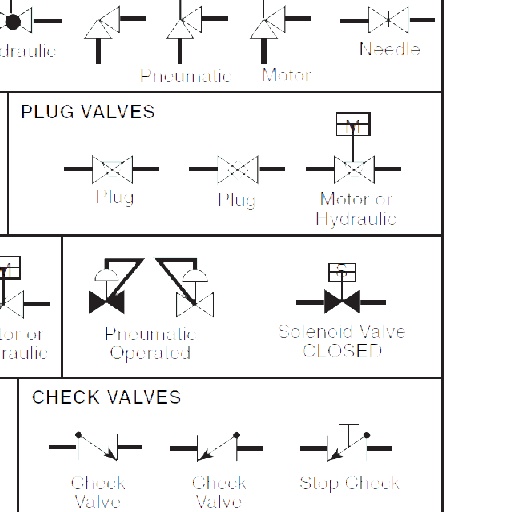 draulic
Needle
Pneumatic
Motor
PLUG VALVES
M
Plug
Plug
Motor or
Hydraulic
M
S
tor or
raulic
Pneumatic
Operated
Solenoid Valve
CLOSED
CHECK VALVES
Check
Valve
Check
Valve
Stop Check